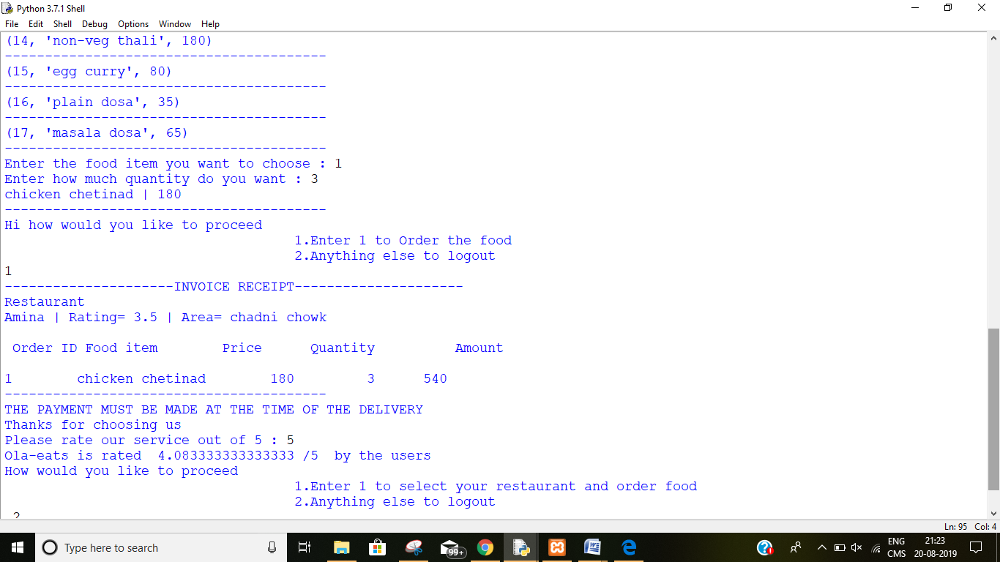 Python 3.7.1 Shell
File Edit Shell Debug Options Window Help
(14, 'non-veg thali', 180)
----------------------------------------
(15, 'egg curry', 80)
----------------------------------------
(16, 'plain dosa', 35)
----------------------------------------
(17, 'masala dosa', 65)
----------------------------------------
Enter the food item you want to choose : 1
Enter how much quantity do you want : 3
chicken chetinad | 180
----------------------------------------
Hi how would you like to proceed
1.Enter 1 to Order the food
2.Anything else to logout
1
---------------------INVOICE RECEIPT---------------------
Restaurant
Amina | Rating= 3.5 | Area= chadni chowk
Order ID Food item Price Quantity Amount
1 chicken chetinad 180 3 540
----------------------------------------
THE PAYMENT MUST BE MADE AT THE TIME OF THE DELIVERY
Thanks for choosing us
Please rate our service out of 5 : 5
Ola-eats is rated 4.083333333333333 /5 by the users
How would you like to proceed
1.Enter 1 to select your restaurant and order food
2.Anything else to logout
2
Ln: 95 Col: 4
Type here to search
99+
ENG
CMS
21:23
20-08-2019